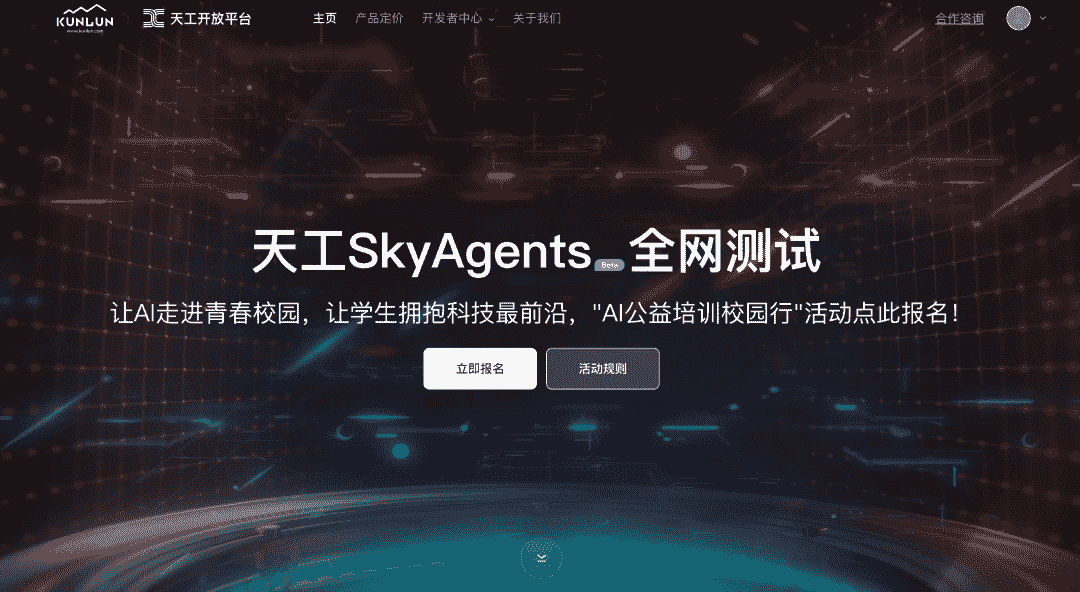 KUNLUN
www.kunlun.com
天工开放平台
主页
产品定价
开发者中心
关于我们
合作咨询
天工SkyAgents Beta 全网测试
让AI走进青春校园，让学生拥抱科技最前沿，"AI公益培训校园行"活动点此报名！
立即报名
活动规则